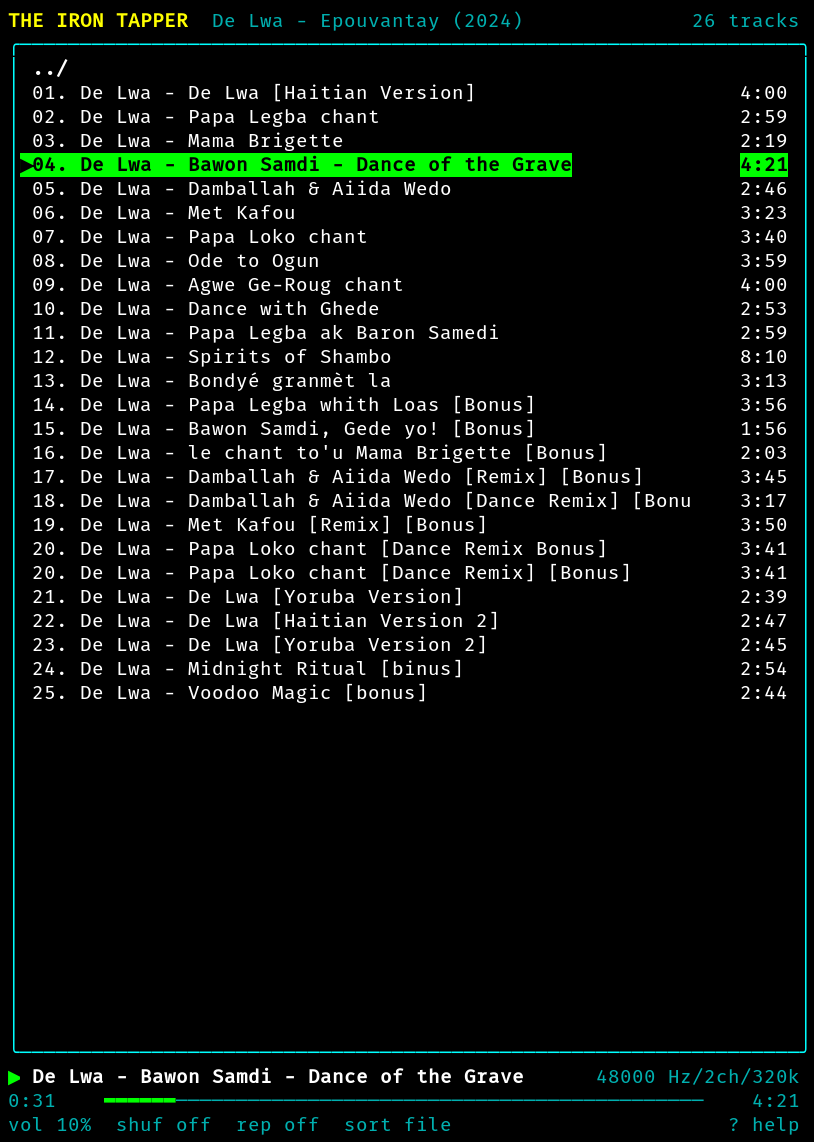 THE IRON TAPPER  De Lwa - Epouvantay (2024)  26 tracks
../
01. De Lwa - De Lwa [Haitian Version]  4:00
02. De Lwa - Papa Legba chant  2:59
03. De Lwa - Mama Brigette  2:19
▶04. De Lwa - Bawon Samdi - Dance of the Grave  4:21
05. De Lwa - Damballah & Aiida Wedo  2:46
06. De Lwa - Met Kafou  3:23
07. De Lwa - Papa Loko chant  3:40
08. De Lwa - Ode to Ogun  3:59
09. De Lwa - Agwe Ge-Roug chant  4:00
10. De Lwa - Dance with Ghede  2:53
11. De Lwa - Papa Legba ak Baron Samedi  2:59
12. De Lwa - Spirits of Shambo  8:10
13. De Lwa - Bondyé granmèt la  3:13
14. De Lwa - Papa Legba whith Loas [Bonus]  3:56
15. De Lwa - Bawon Samdi, Gede yo! [Bonus]  1:56
16. De Lwa - le chant to'u Mama Brigette [Bonus]  2:03
17. De Lwa - Damballah & Aiida Wedo [Remix] [Bonus]  3:45
18. De Lwa - Damballah & Aiida Wedo [Dance Remix] [Bonu  3:17
19. De Lwa - Met Kafou [Remix] [Bonus]  3:50
20. De Lwa - Papa Loko chant [Dance Remix Bonus]  3:41
20. De Lwa - Papa Loko chant [Dance Remix] [Bonus]  3:41
21. De Lwa - De Lwa [Yoruba Version]  2:39
22. De Lwa - De Lwa [Haitian Version 2]  2:47
23. De Lwa - De Lwa [Yoruba Version 2]  2:45
24. De Lwa - Midnight Ritual [binus]  2:54
25. De Lwa - Voodoo Magic [bonus]  2:44
▶ De Lwa - Bawon Samdi - Dance of the Grave  48000 Hz/2ch/320k
0:31  4:21
vol 10%  shuf off  rep off  sort file  ? help